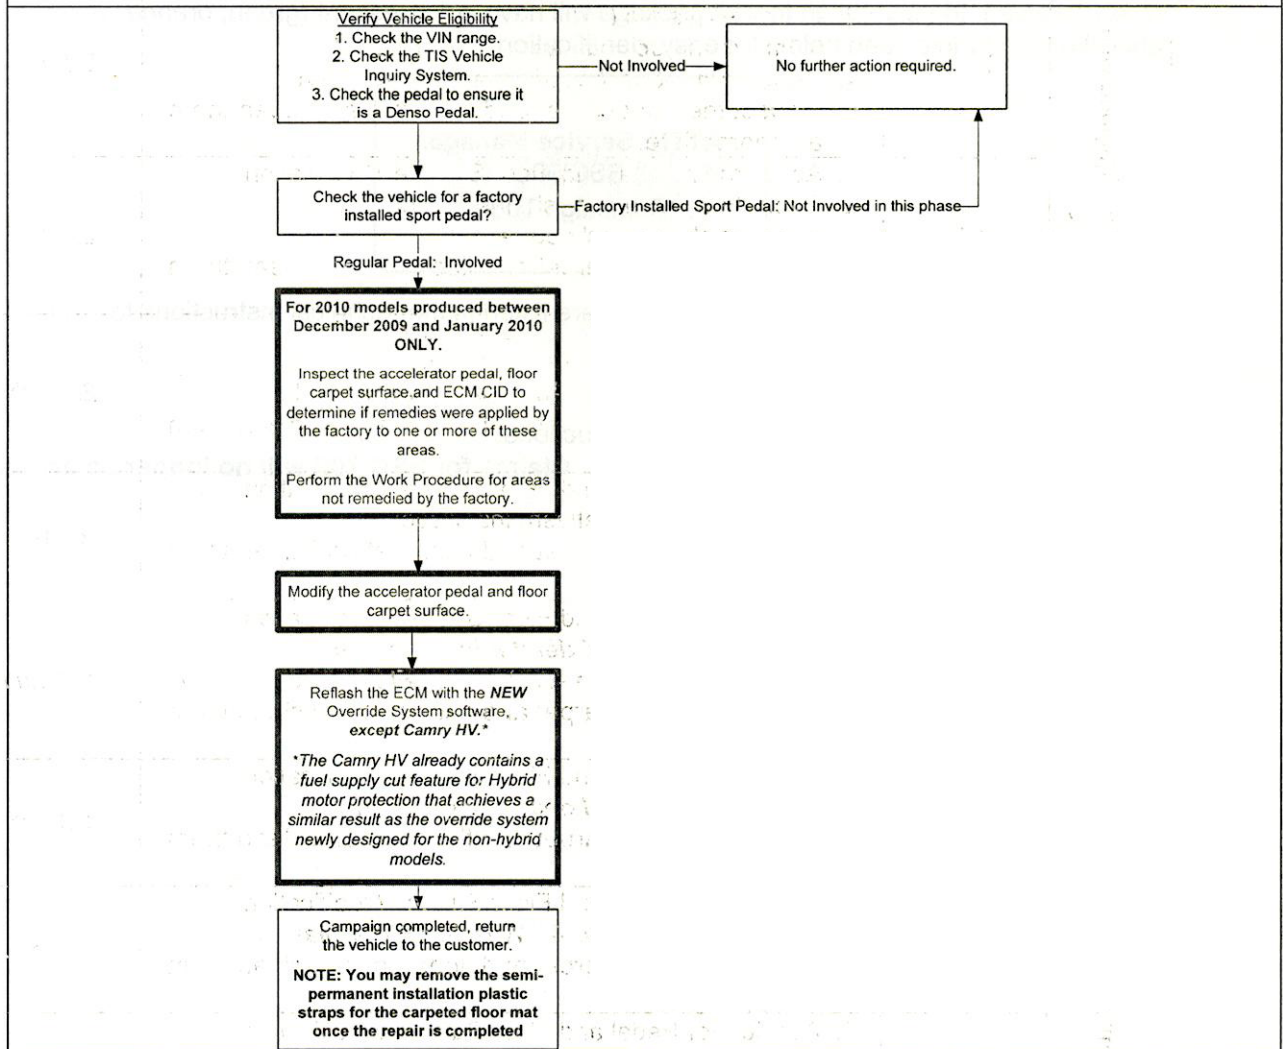 Verify Vehicle Eligibility
1. Check the VIN range.
2. Check the TIS Vehicle
Inquiry System.
3. Check the pedal to ensure it
is a Denso Pedal.
Not Involved
No further action required.
Check the vehicle for a factory
installed sport pedal?
Factory Installed Sport Pedal: Not Involved in this phase
Regular Pedal: Involved
For 2010 models produced between
December 2009 and January 2010
ONLY.
Inspect the accelerator pedal, floor
carpet surface and ECM CID to
determine if remedies were applied by
the factory to one or more of these
areas.
Perform the Work Procedure for areas
not remedied by the factory.
Modify the accelerator pedal and floor
carpet surface.
Reflash the ECM with the NEW
Override System software,
except Camry HV.*
*The Camry HV already contains a
fuel supply cut feature for Hybrid
motor protection that achieves a
similar result as the override system
newly designed for the non-hybrid
models.
Campaign completed, return
the vehicle to the customer.
NOTE: You may remove the semi-
permanent installation plastic
straps for the carpeted floor mat
once the repair is completed